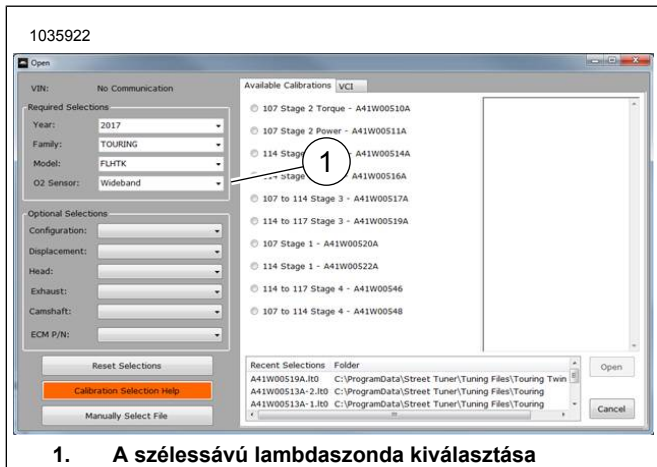 1035922
Open
VIN: No Communication
Required Selections
Year: 2017
Family: TOURING
Model: FLHTK
O2 Sensor: Wideband
Optional Selections
Configuration:
Displacement:
Head:
Exhaust:
Camshaft:
ECM P/N:
Reset Selections
Calibration Selection Help
Manually Select File
Available Calibrations VCI
107 Stage 2 Torque - A41W00510A
107 Stage 2 Power - A41W00511A
114 Stage - A41W00514A
Stage A41W00516A
107 to 114 Stage 3 - A41W00517A
114 to 117 Stage 3 - A41W00519A
107 Stage 1 - A41W00520A
114 Stage 1 - A41W00522A
114 to 117 Stage 4 - A41W00546
107 to 114 Stage 4 - A41W00548
1
Recent Selections Folder
A41W00519A.lt0 C:\ProgramData\Street Tuner\Tuning Files\Touring Twin
A41W00513A-2.lt0 C:\ProgramData\Street Tuner\Tuning Files\Touring
A41W00513A-1.lt0 C:\ProgramData\Street Tuner\Tuning Files\Touring
Open
Cancel
1. A szélessávú lambdaszonda kiválasztása